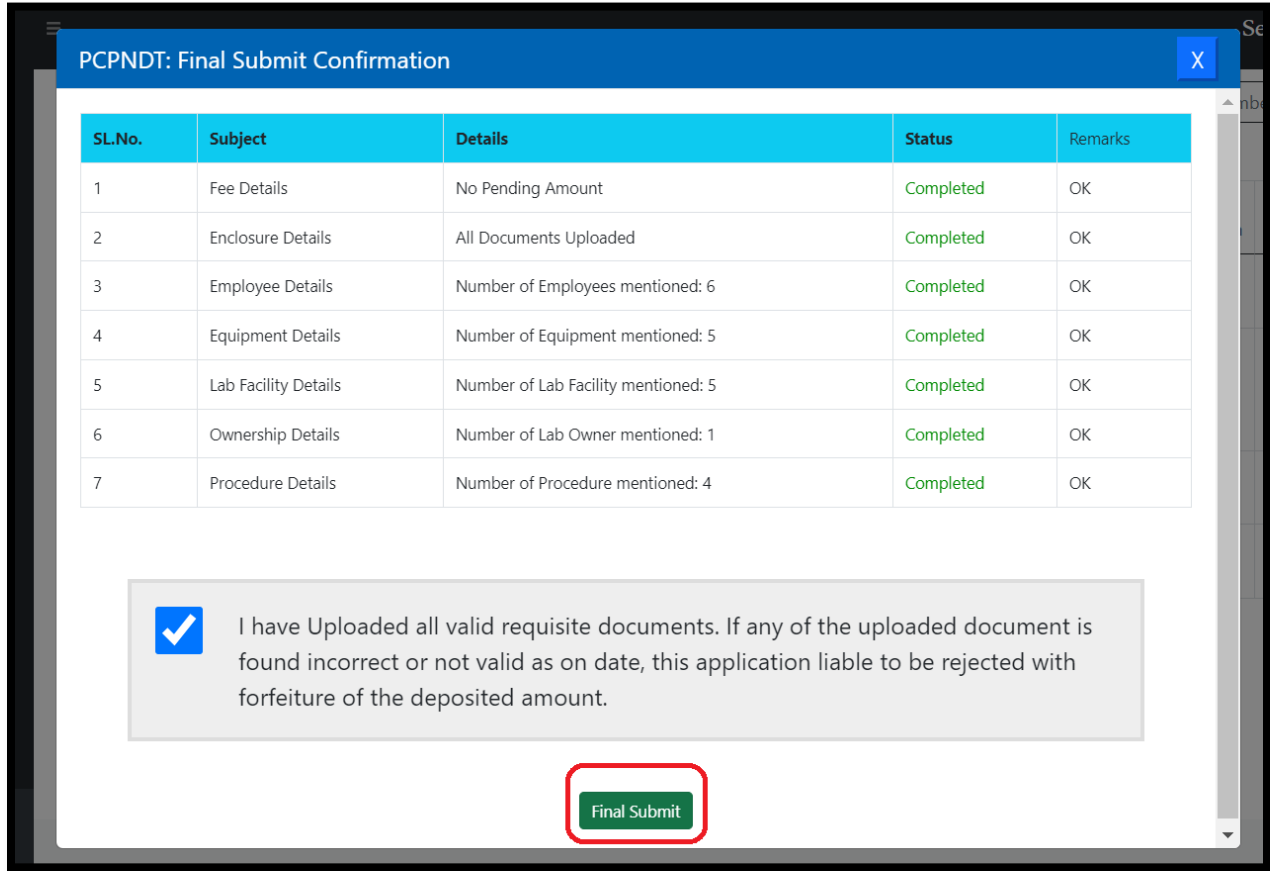 Se
PCPNDT: Final Submit Confirmation X
SL.No. Subject Details Status Remarks
1 Fee Details No Pending Amount Completed OK
2 Enclosure Details All Documents Uploaded Completed OK
3 Employee Details Number of Employees mentioned: 6 Completed OK
4 Equipment Details Number of Equipment mentioned: 5 Completed OK
5 Lab Facility Details Number of Lab Facility mentioned: 5 Completed OK
6 Ownership Details Number of Lab Owner mentioned: 1 Completed OK
7 Procedure Details Number of Procedure mentioned: 4 Completed OK
I have Uploaded all valid requisite documents. If any of the uploaded document is
found incorrect or not valid as on date, this application liable to be rejected with
forfeiture of the deposited amount.
Final Submit